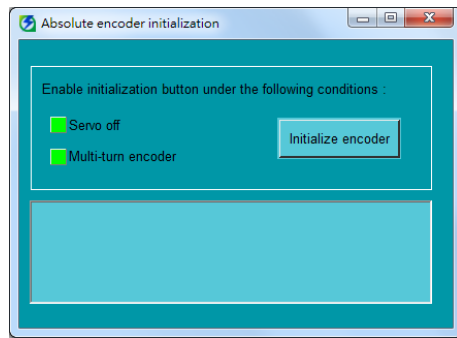 Absolute encoder initialization
Enable initialization button under the following conditions :
Servo off
Initialize encoder
Multi-turn encoder